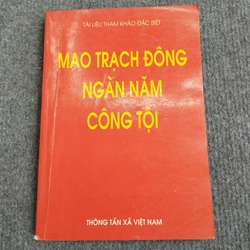 TÀI LIỆU THAM KHẢO ĐẶC BIỆT
MAO TRẠCH ĐÔNG
NGÀN NĂM
CÔNG TỘI
THÔNG TẤN XÃ VIỆT NAM